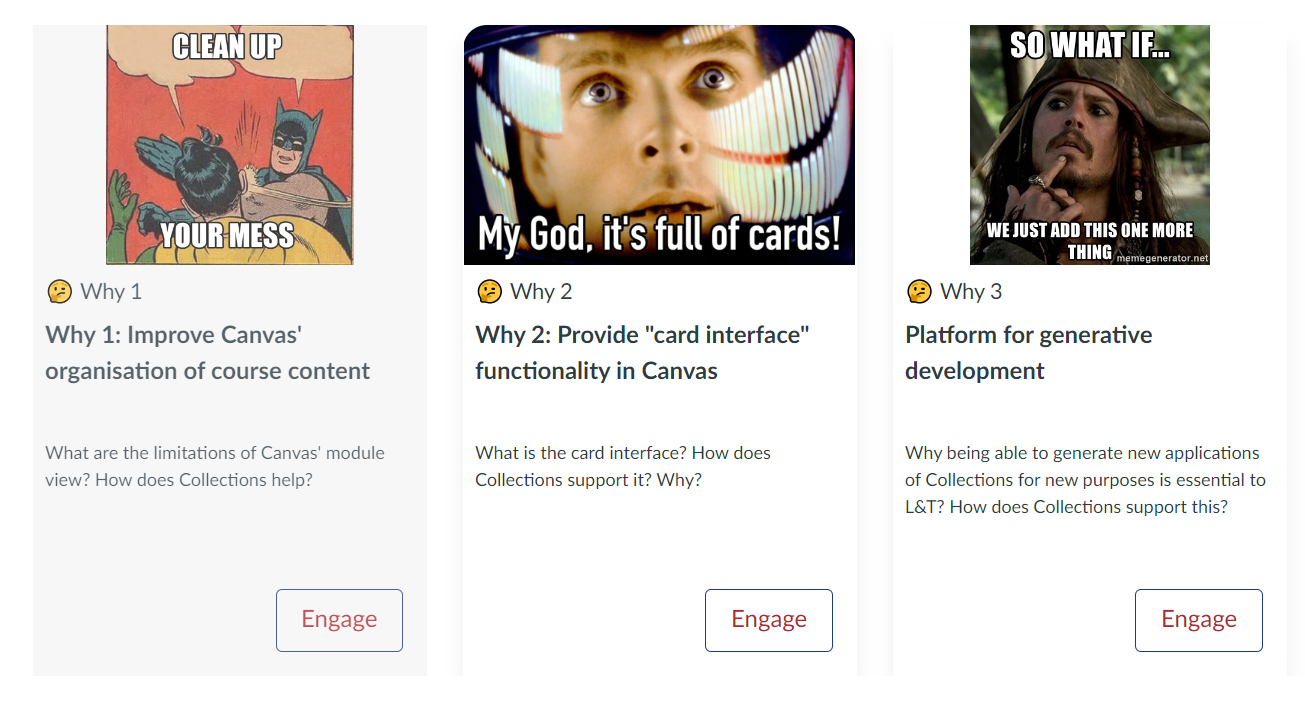 CLEAN UP
YOUR MESS
🤔 Why 1
Why 1: Improve Canvas'
organisation of course content
What are the limitations of Canvas' module
view? How does Collections help?
Engage
My God, it's full of cards!
🤔 Why 2
Why 2: Provide "card interface"
functionality in Canvas
What is the card interface? How does
Collections support it? Why?
Engage
SO WHAT IF...
WE JUST ADD THIS ONE MORE
THING
memegenerator.net
🤔 Why 3
Platform for generative
development
Why being able to generate new applications
of Collections for new purposes is essential to
L&T? How does Collections support this?
Engage